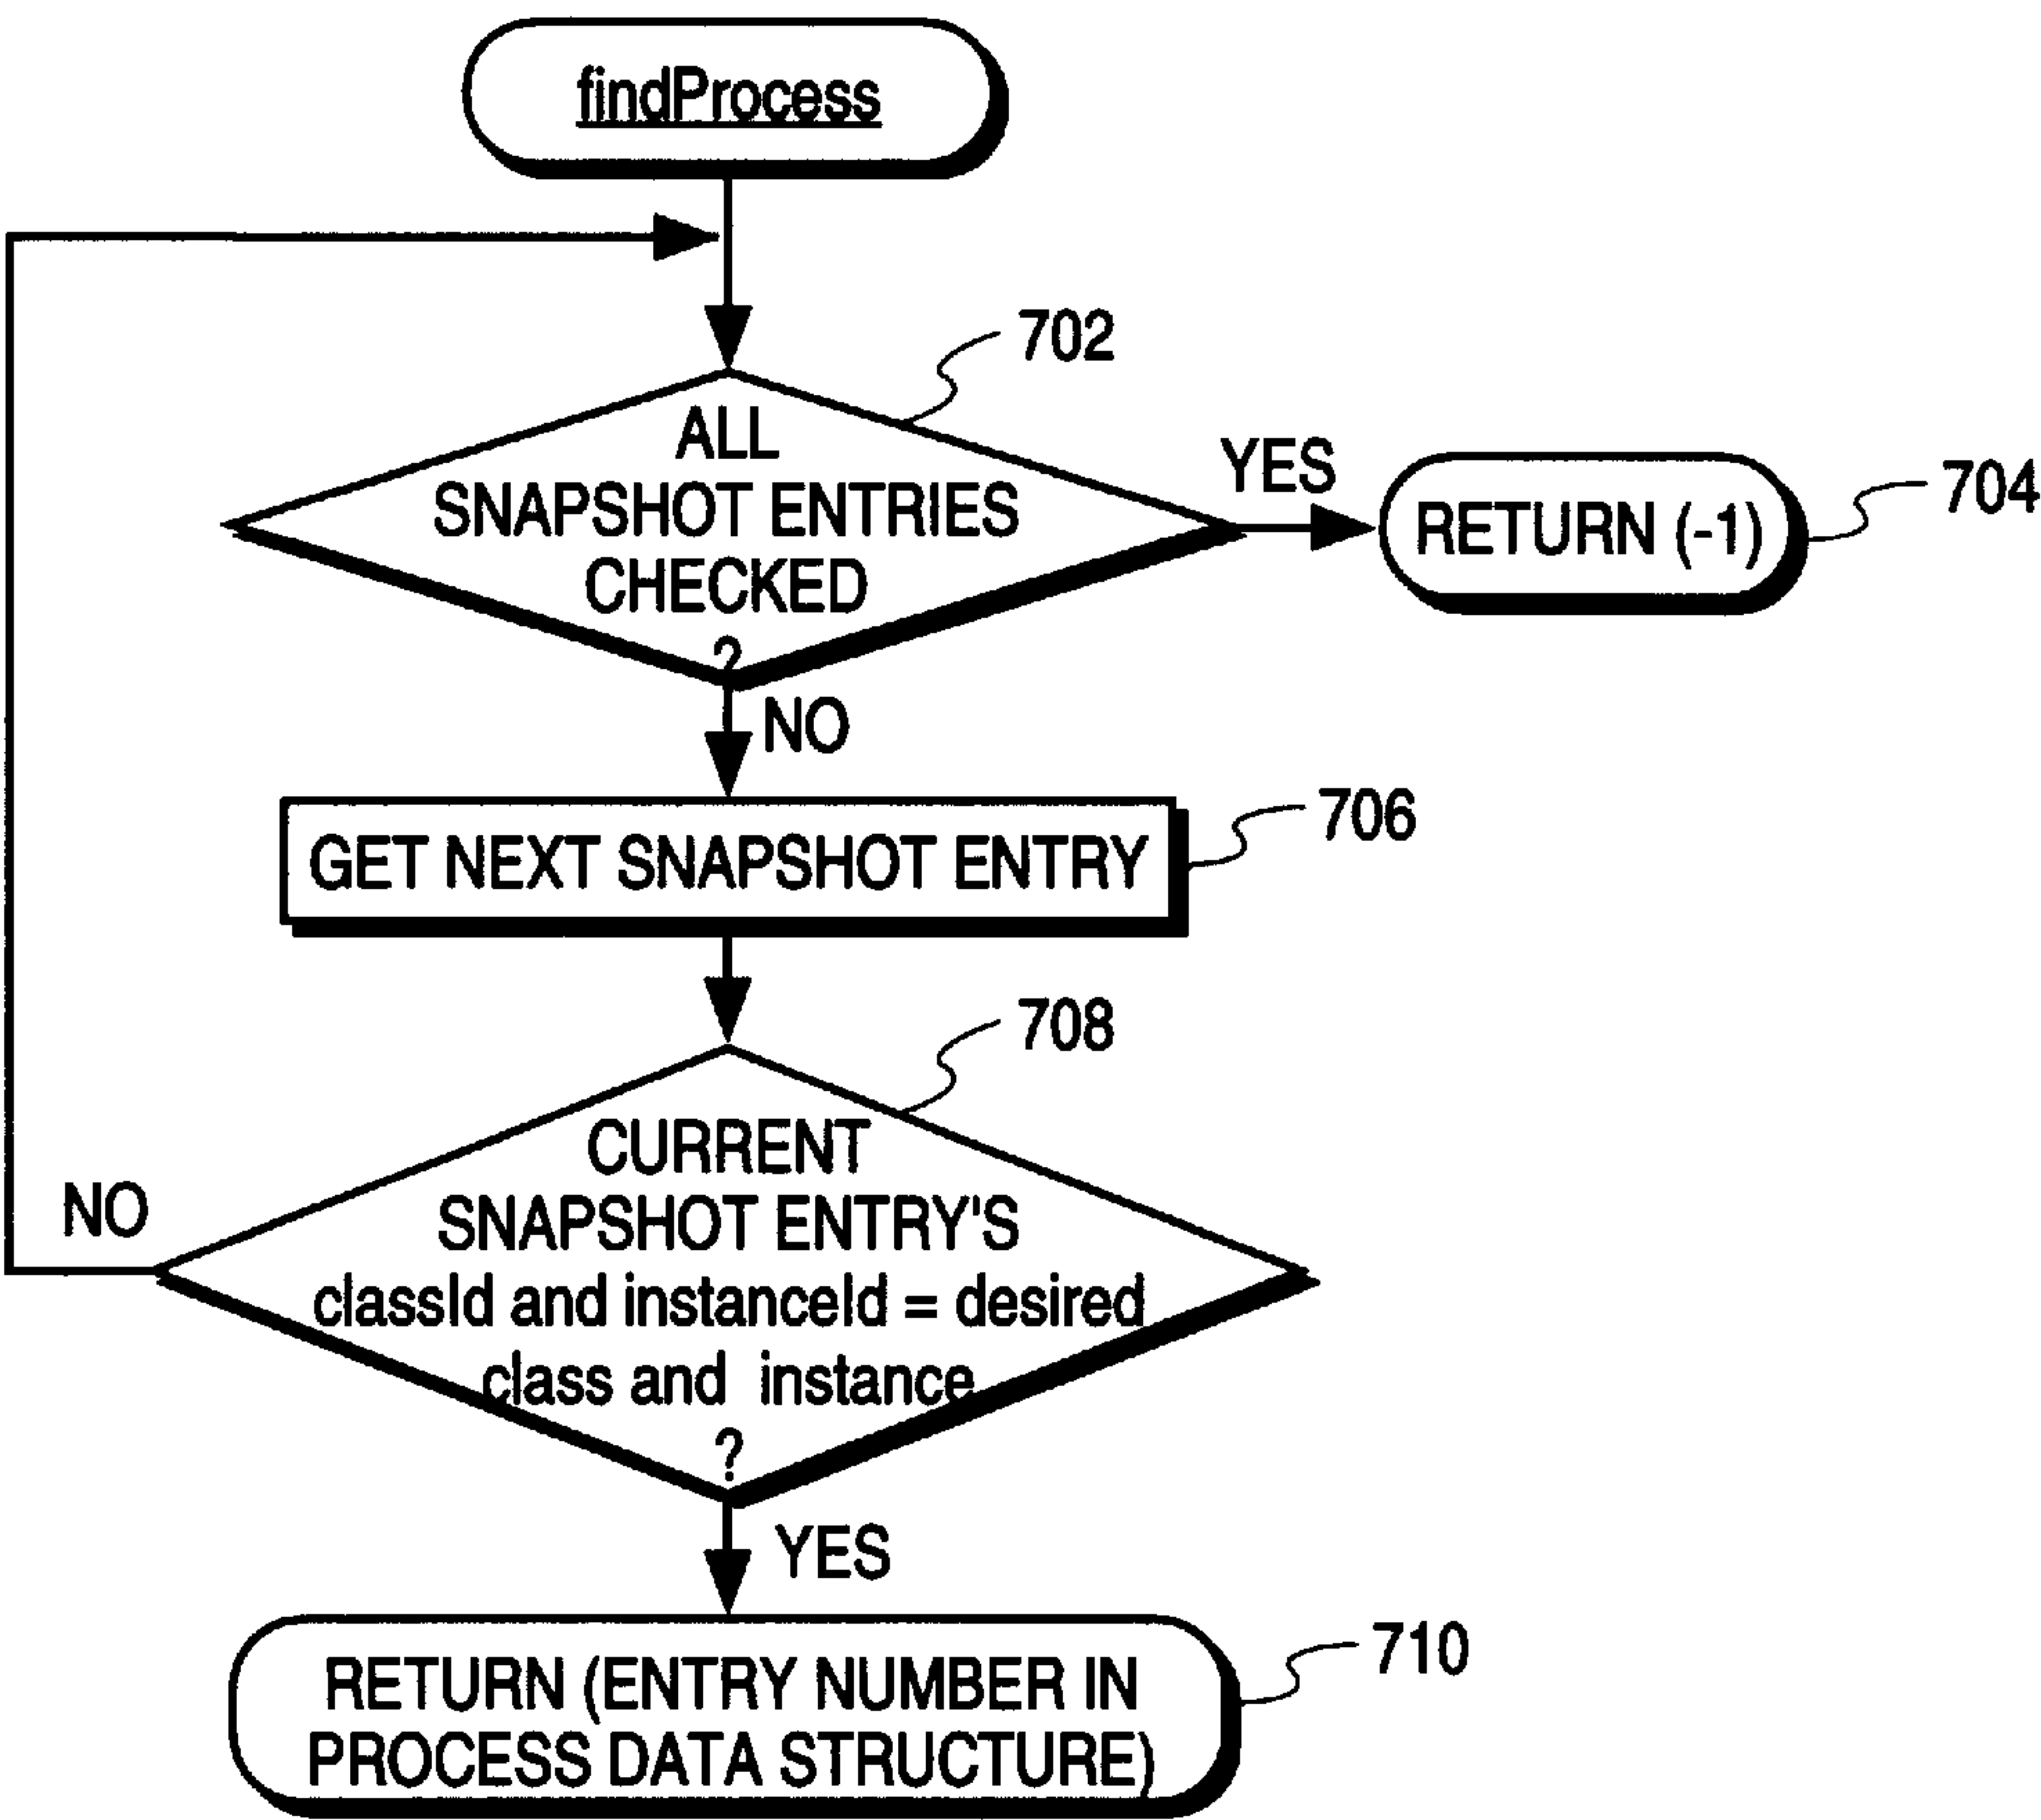 findProcess
702
ALL
SNAPSHOT ENTRIES
CHECKED
?
YES
RETURN (-1)
704
NO
GET NEXT SNAPSHOT ENTRY
706
708
CURRENT
SNAPSHOT ENTRY'S
classId and instanceId = desired
class and instance
?
NO
YES
RETURN (ENTRY NUMBER IN
PROCESS DATA STRUCTURE)
710